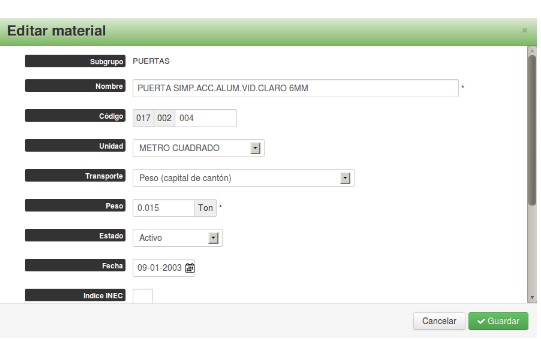 Editar material ×
Subgrupo PUERTAS
Nombre PUERTA SIMP.ACC.ALUM.VID.CLARO 6MM *
Código 017 002 004
Unidad METRO CUADRADO
Transporte Peso (capital de cantón)
Peso 0.015 Ton *
Estado Activo
Fecha 09-01-2003
Indice INEC
Cancelar Guardar